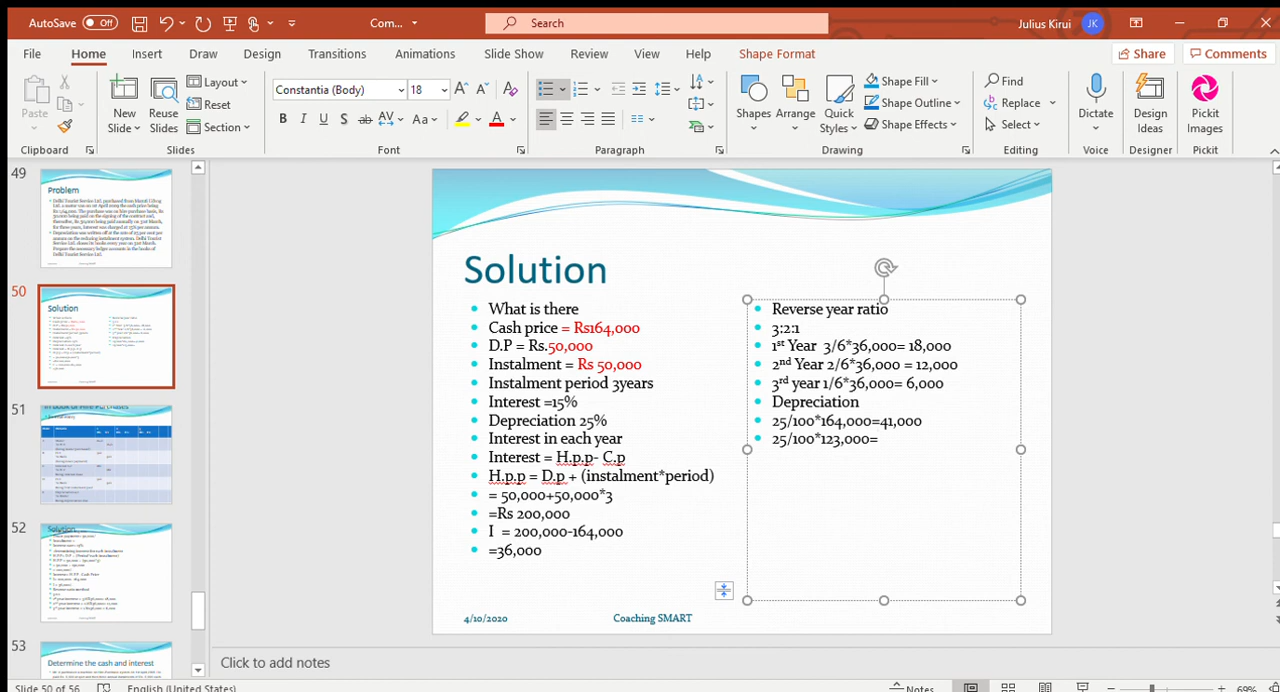 AutoSave Off Com... Search Julius Kirui JK
File Home Insert Draw Design Transitions Animations Slide Show Review View Help Shape Format Share Comments
Paste New Slide Reuse Slides Layout Reset Section
Constantia (Body) 18
B I U S ab AV Aa A
Shapes Arrange Quick Styles Shape Fill Shape Outline Shape Effects
Find Replace Select Dictate Design Ideas Pickit Images
Clipboard Slides Font Paragraph Drawing Editing Voice Designer Pickit
49
Problem
50
Solution
51
52
Solution
53
Determine the cash and interest
Solution
What is there
Cash price = Rs164,000
D.P = Rs.50,000
Instalment = Rs 50,000
Instalment period 3years
Interest =15%
Depreciation 25%
Interest in each year
Interest = H.p.p- C.p
H.p.p = D.p + (instalment*period)
= 50,000+50,000*3
=Rs 200,000
I = 200,000-164,000
=36,000
Reverse year ratio
3:2:1
1st Year 3/6*36,000= 18,000
2nd Year 2/6*36,000 = 12,000
3rd year 1/6*36,000= 6,000
Depreciation
25/100*164,000=41,000
25/100*123,000=
4/10/2020 Coaching SMART
Click to add notes
Slide 50 of 56 English (United States) Notes 69%